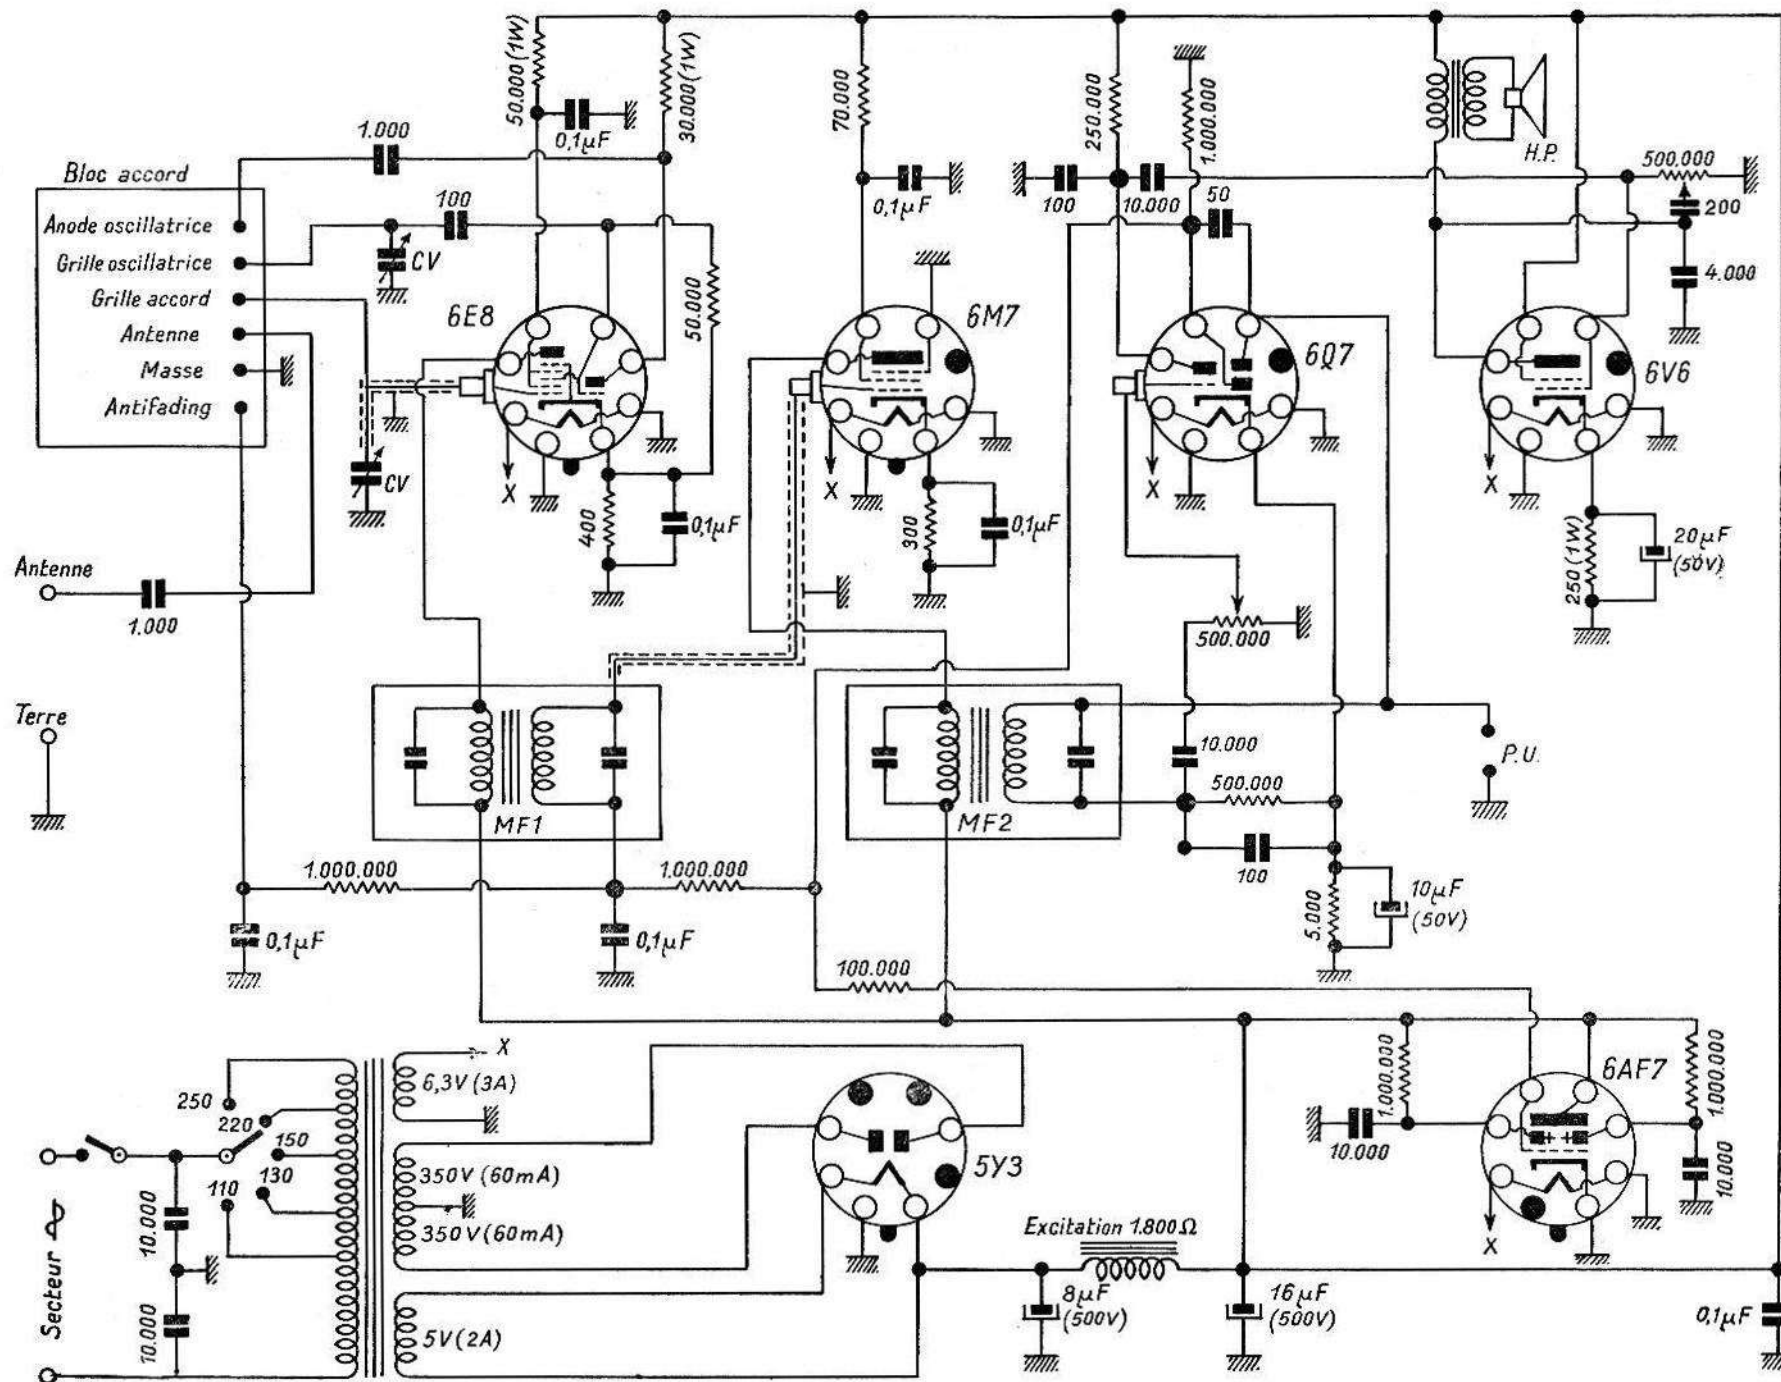 50.000 (1W)
0,1µF
30.000 (1W)
70.000
0,1µF
250.000
1.000.000
100
10.000
50
H.P.
500.000
200
4.000
1.000
Bloc accord
Anode oscillatrice
Grille oscillatrice
Grille accord
Antenne
Masse
Antifading
100
CV
CV
50.000
6E8
6M7
6Q7
6V6
X
X
X
X
400
0,1µF
300
0,1µF
250 (1W)
20µF
(50V)
Antenne
1.000
500.000
Terre
MF1
MF2
10.000
500.000
100
P.U.
1.000.000
1.000.000
0,1µF
0,1µF
5.000
10µF
(50V)
100.000
X
6,3V (3A)
250
220
150
130
110
350V (60mA)
350V (60mA)
5V (2A)
Secteur
10.000
10.000
5Y3
Excitation 1.800Ω
8µF
(500V)
16µF
(500V)
1.000.000
10.000
6AF7
1.000.000
10.000
X
0,1µF